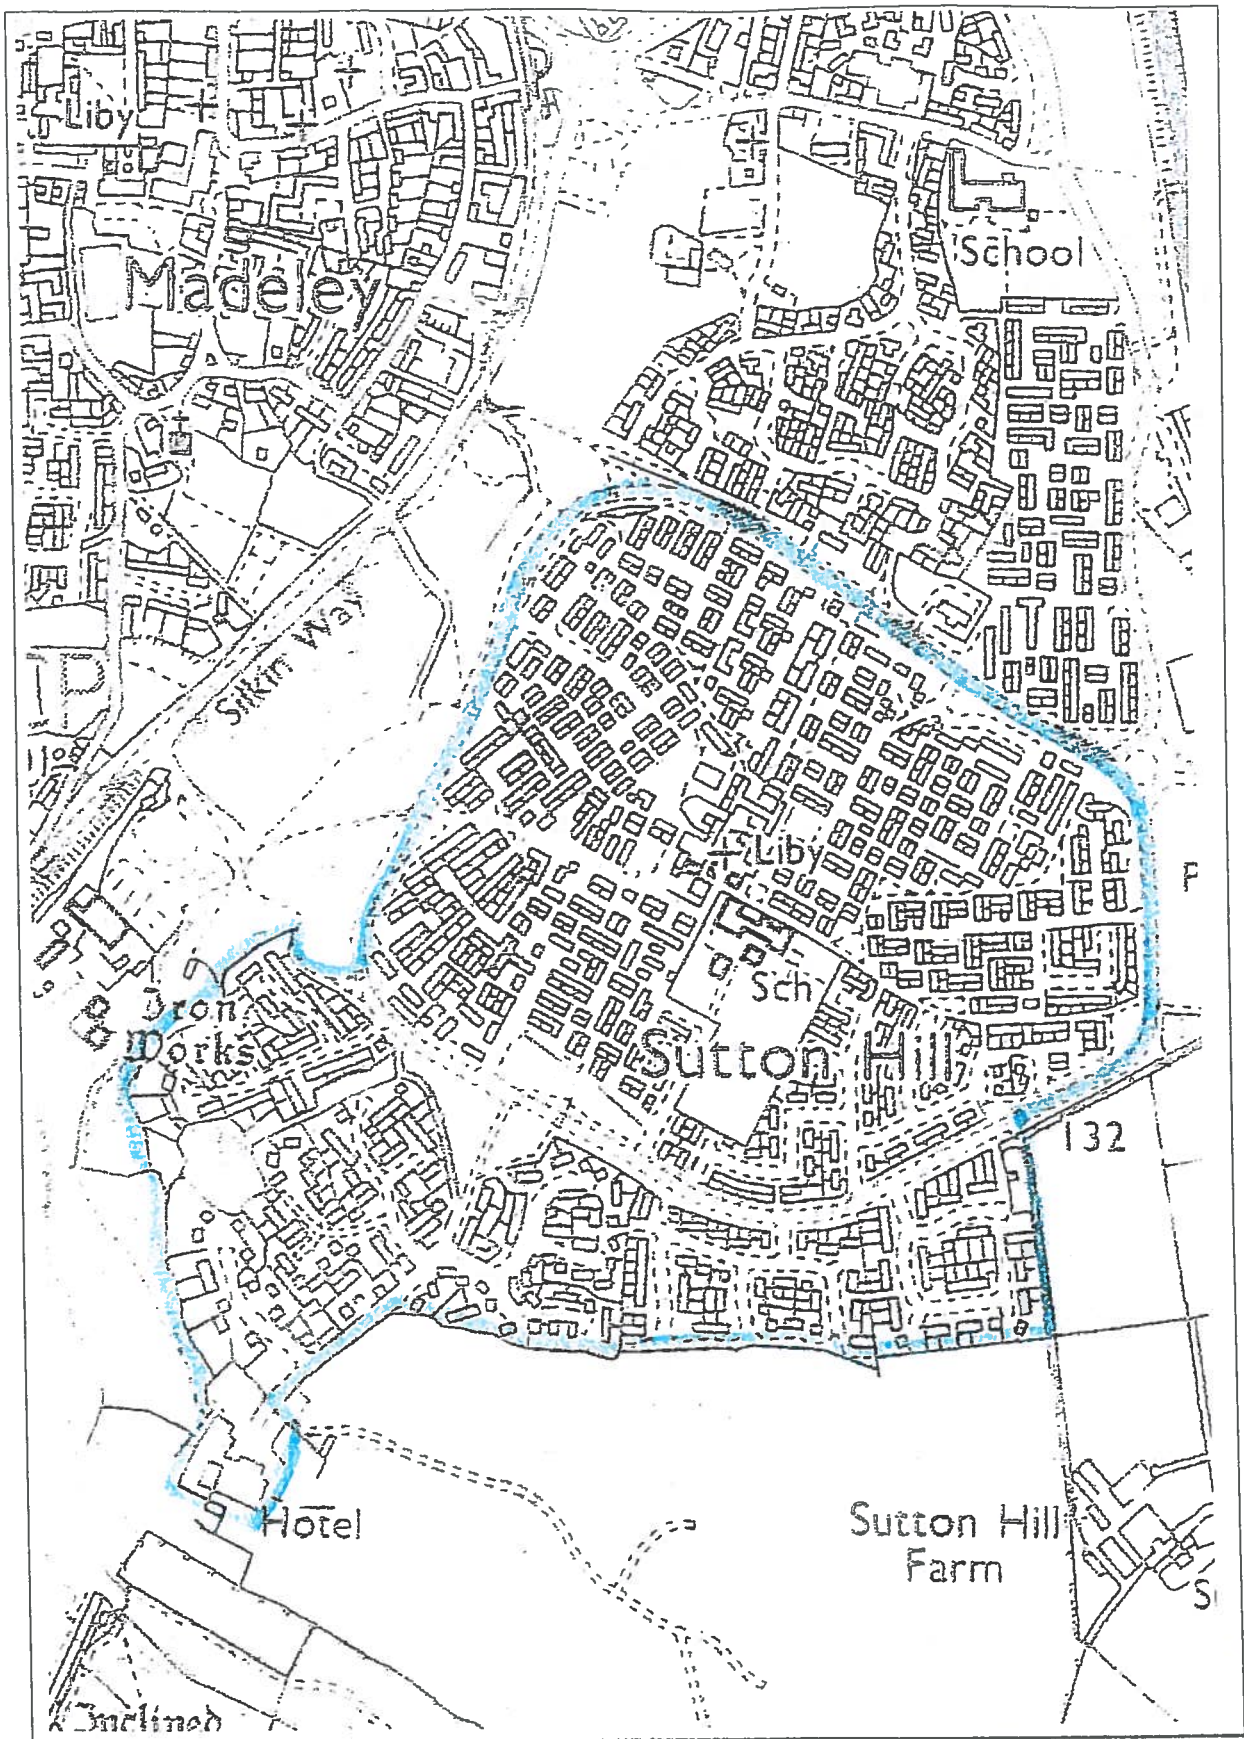 Liby
School
Madeley
Silkin Way
P
Liby
Sch
Iron
Works
Sutton Hill
132
Hotel
Sutton Hill
Farm
Inclined